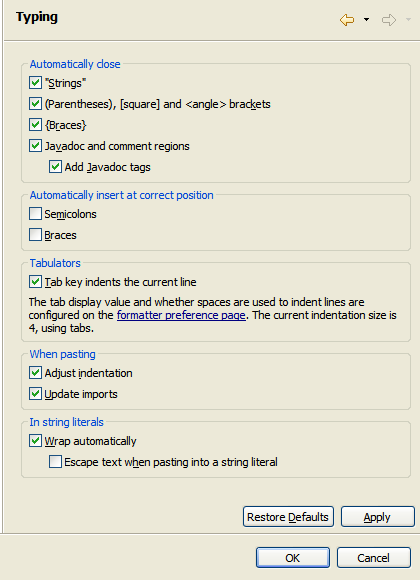 Typing
Automatically close
"Strings"
(Parentheses), [square] and <angle> brackets
{Braces}
Javadoc and comment regions
Add Javadoc tags
Automatically insert at correct position
Semicolons
Braces
Tabulators
Tab key indents the current line
The tab display value and whether spaces are used to indent lines are
configured on the formatter preference page. The current indentation size is
4, using tabs.
When pasting
Adjust indentation
Update imports
In string literals
Wrap automatically
Escape text when pasting into a string literal
Restore Defaults
Apply
OK
Cancel